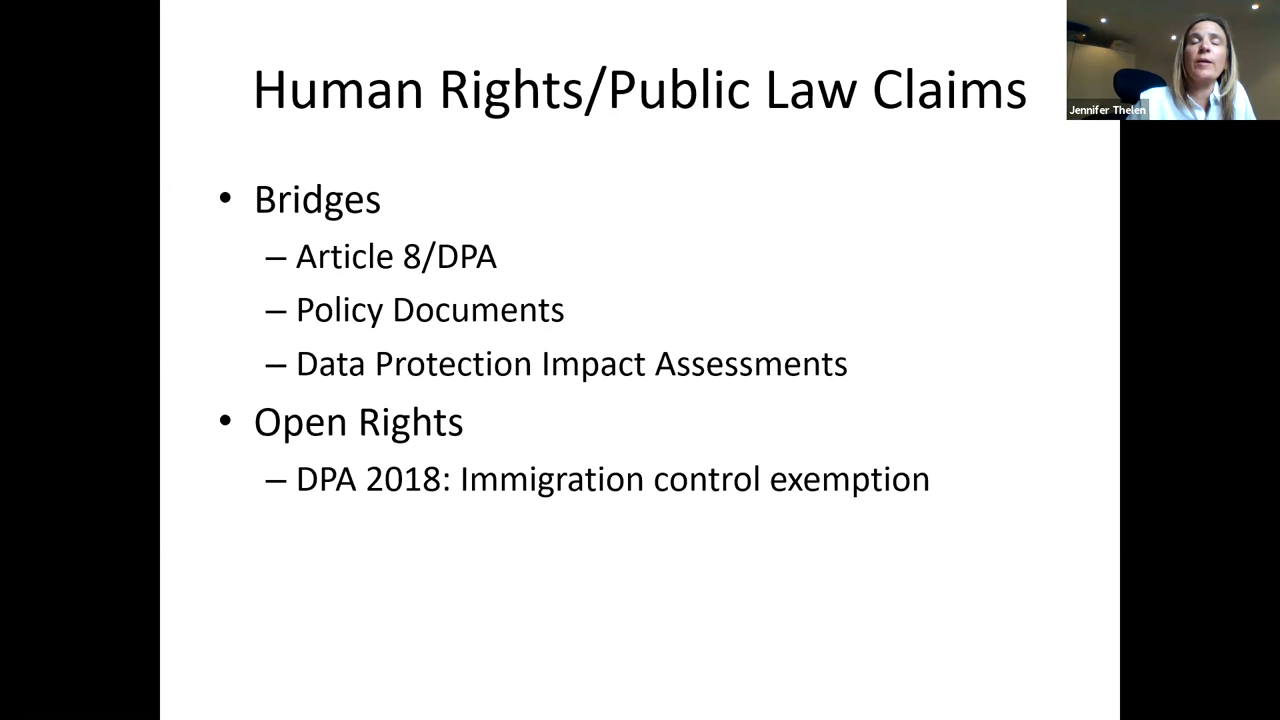 Human Rights/Public Law Claims
Jennifer Thelen
• Bridges
– Article 8/DPA
– Policy Documents
– Data Protection Impact Assessments
• Open Rights
– DPA 2018: Immigration control exemption